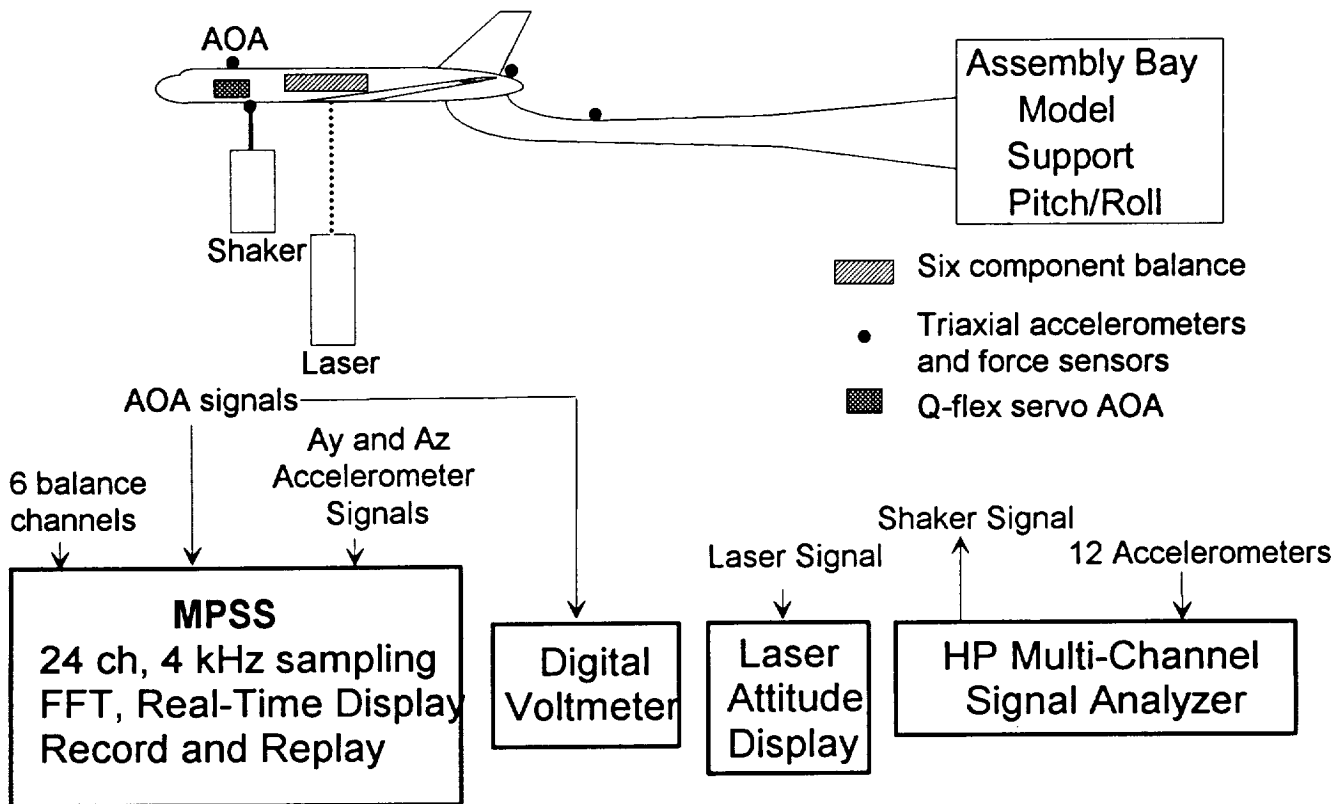 AOA
Assembly Bay
Model
Support
Pitch/Roll
Shaker
Laser
Six component balance
Triaxial accelerometers
and force sensors
Q-flex servo AOA
AOA signals
Ay and Az
Accelerometer
Signals
6 balance
channels
Shaker Signal
Laser Signal
12 Accelerometers
MPSS
24 ch, 4 kHz sampling
FFT, Real-Time Display
Record and Replay
Digital
Voltmeter
Laser
Attitude
Display
HP Multi-Channel
Signal Analyzer